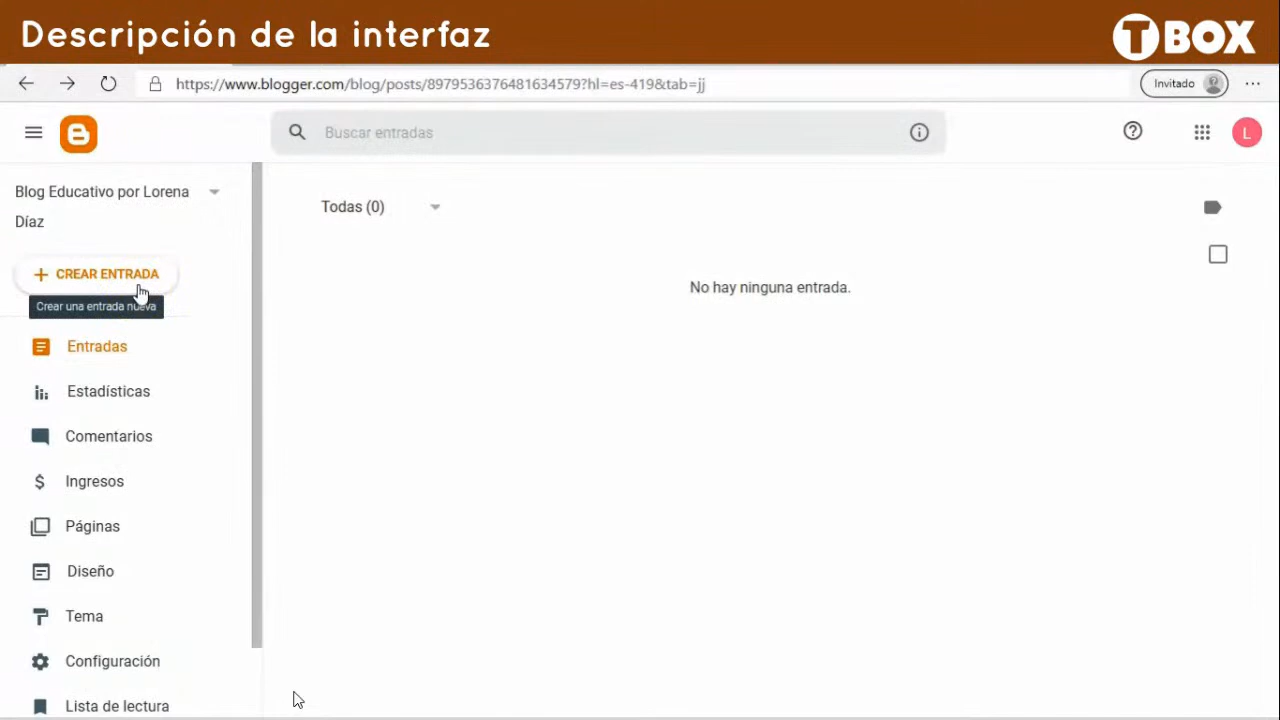 Descripción de la interfaz
T BOX
https://www.blogger.com/blog/posts/8979536376481634579?hl=es-419&tab=jj
Invitado
Buscar entradas
L
Blog Educativo por Lorena
Díaz
Todas (0)
+ CREAR ENTRADA
Crear una entrada nueva
No hay ninguna entrada.
Entradas
Estadísticas
Comentarios
$ Ingresos
Páginas
Diseño
Tema
Configuración
Lista de lectura